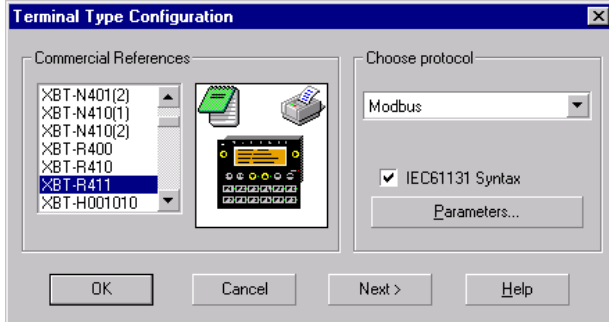 Terminal Type Configuration
Commercial References
XBT-N401(2)
XBT-N410(1)
XBT-N410(2)
XBT-R400
XBT-R410
XBT-R411
XBT-H001010
Choose protocol
Modbus
IEC61131 Syntax
Parameters...
OK
Cancel
Next >
Help